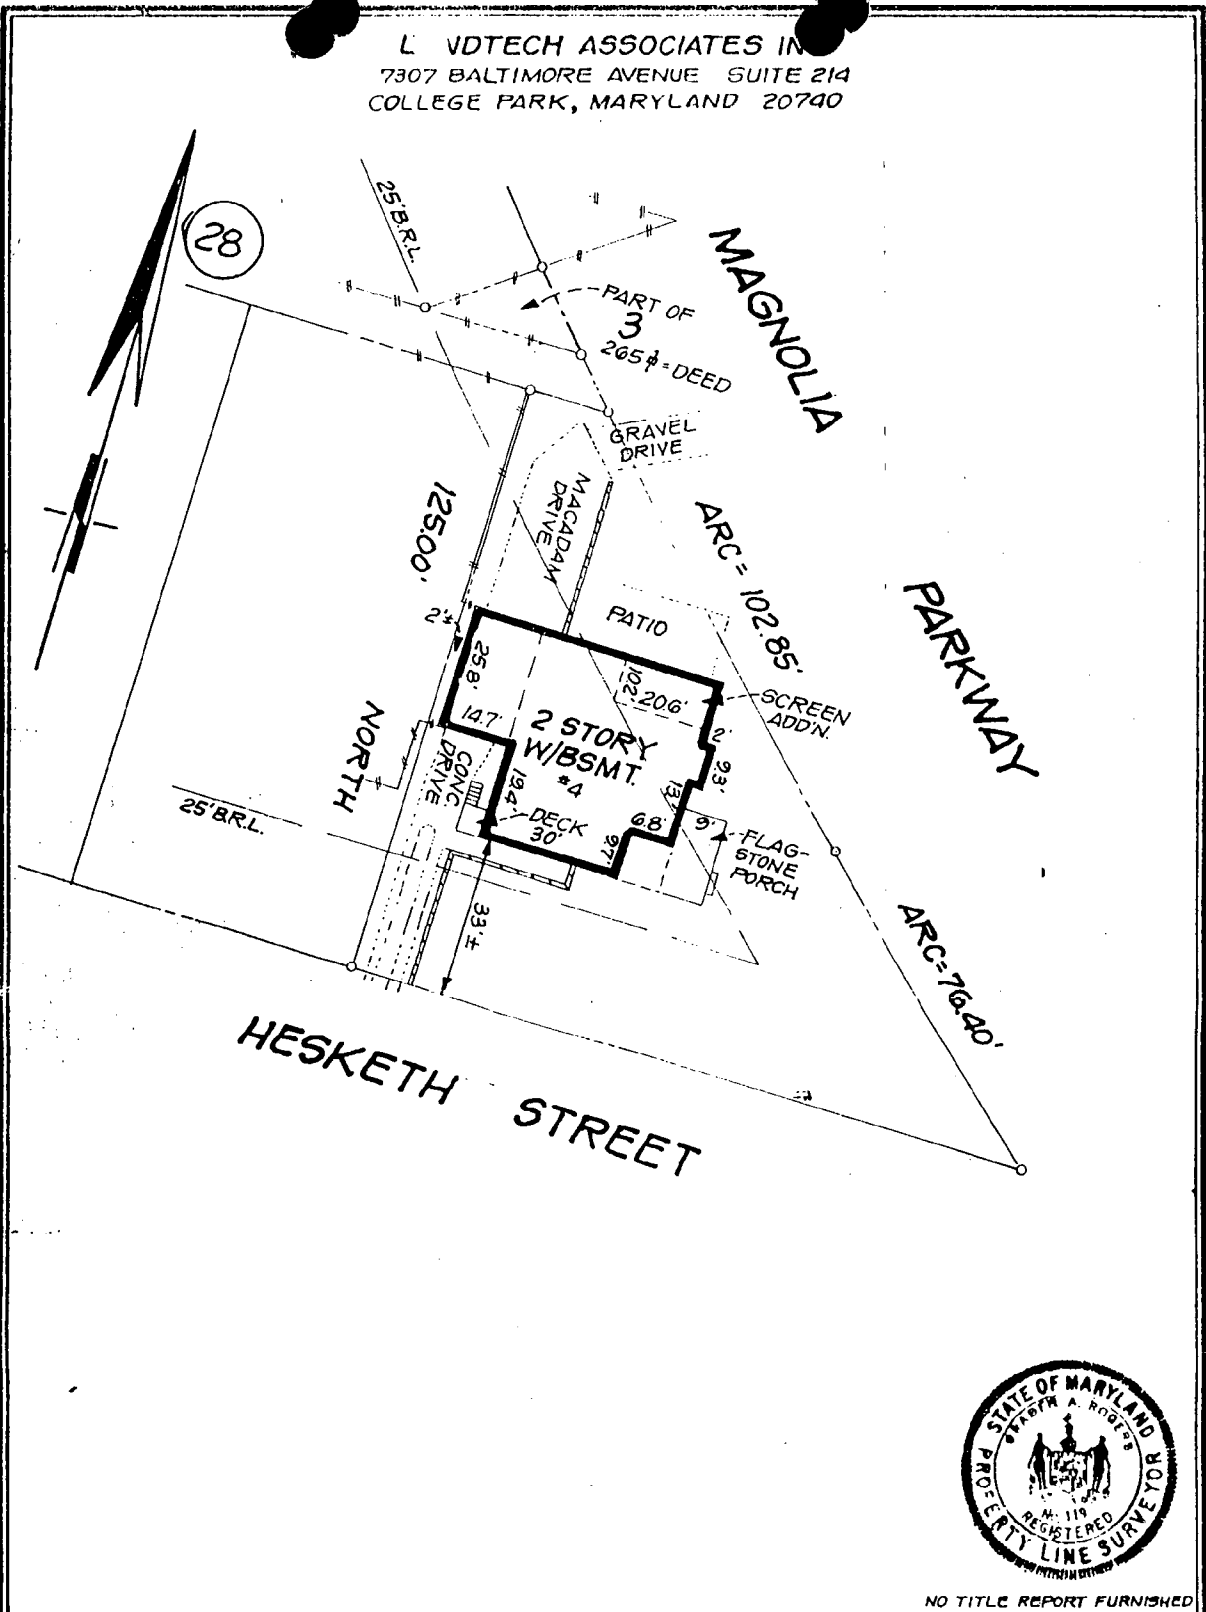 L NDTECH ASSOCIATES IN
7307 BALTIMORE AVENUE SUITE 214
COLLEGE PARK, MARYLAND 20740
28
25' B.R.L.
PART OF
3
265 = DEED
MAGNOLIA
PARKWAY
GRAVEL
DRIVE
MACADAM
DRIVE
125.00'
NORTH
ARC = 102.85'
PATIO
2'±
25.8'
10.2'
20.6'
SCREEN
ADD'N.
14.7'
2 STORY
W/BSMT.
#4
2'
9.3'
13.'
CONC.
DRIVE
19.4'
DECK
30'
6.8'
9.7'
9'
FLAG-
STONE
PORCH
25' B.R.L.
33'±
ARC=76.40'
HESKETH STREET
STATE OF MARYLAND
A. ROGERS
No. 119
REGISTERED
PROPERTY LINE SURVEYOR
NO TITLE REPORT FURNISHED